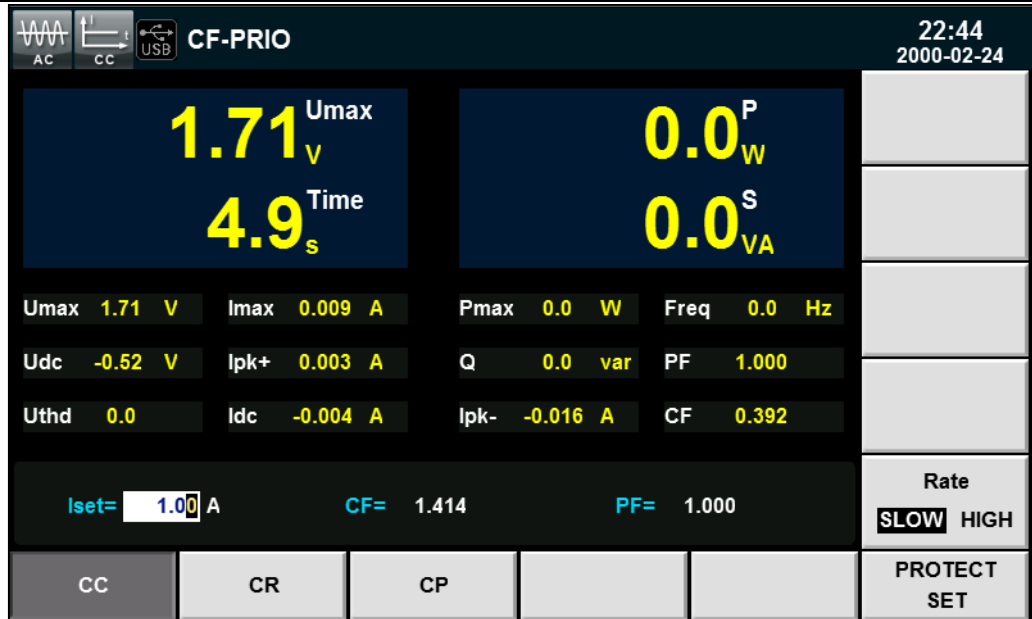 AC
I
t
CC
USB
CF-PRIO
22:44
2000-02-24
1.71 V Umax
4.9 s Time
0.0 W P
0.0 VA S
Umax 1.71 V Imax 0.009 A Pmax 0.0 W Freq 0.0 Hz
Udc -0.52 V Ipk+ 0.003 A Q 0.0 var PF 1.000
Uthd 0.0 Idc -0.004 A Ipk- -0.016 A CF 0.392
Iset= 1.00 A CF= 1.414 PF= 1.000
Rate
SLOW HIGH
CC CR CP
PROTECT
SET